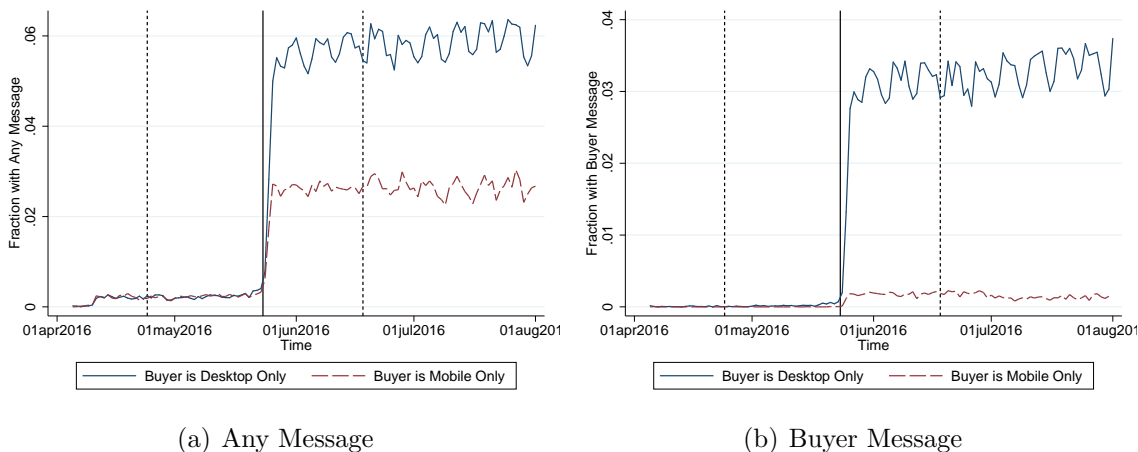 Fraction with Any Message
.06
.04
.02
0
01apr2016 01may2016 01jun2016 01jul2016 01aug201
Time
Buyer is Desktop Only Buyer is Mobile Only
(a) Any Message
Fraction with Buyer Message
.04
.03
.02
.01
0
01apr2016 01may2016 01jun2016 01jul2016 01aug201
Time
Buyer is Desktop Only Buyer is Mobile Only
(b) Buyer Message